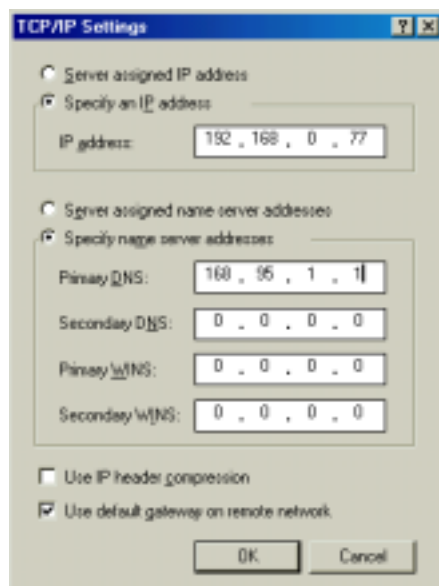 TCP/IP Settings
Server assigned IP address
Specify an IP address
IP address: 192 . 168 . 0 . 77
Server assigned name server addresses
Specify name server addresses
Primary DNS: 168 . 95 . 1 . 1
Secondary DNS: 0 . 0 . 0 . 0
Primary WINS: 0 . 0 . 0 . 0
Secondary WINS: 0 . 0 . 0 . 0
Use IP header compression
Use default gateway on remote network
OK Cancel